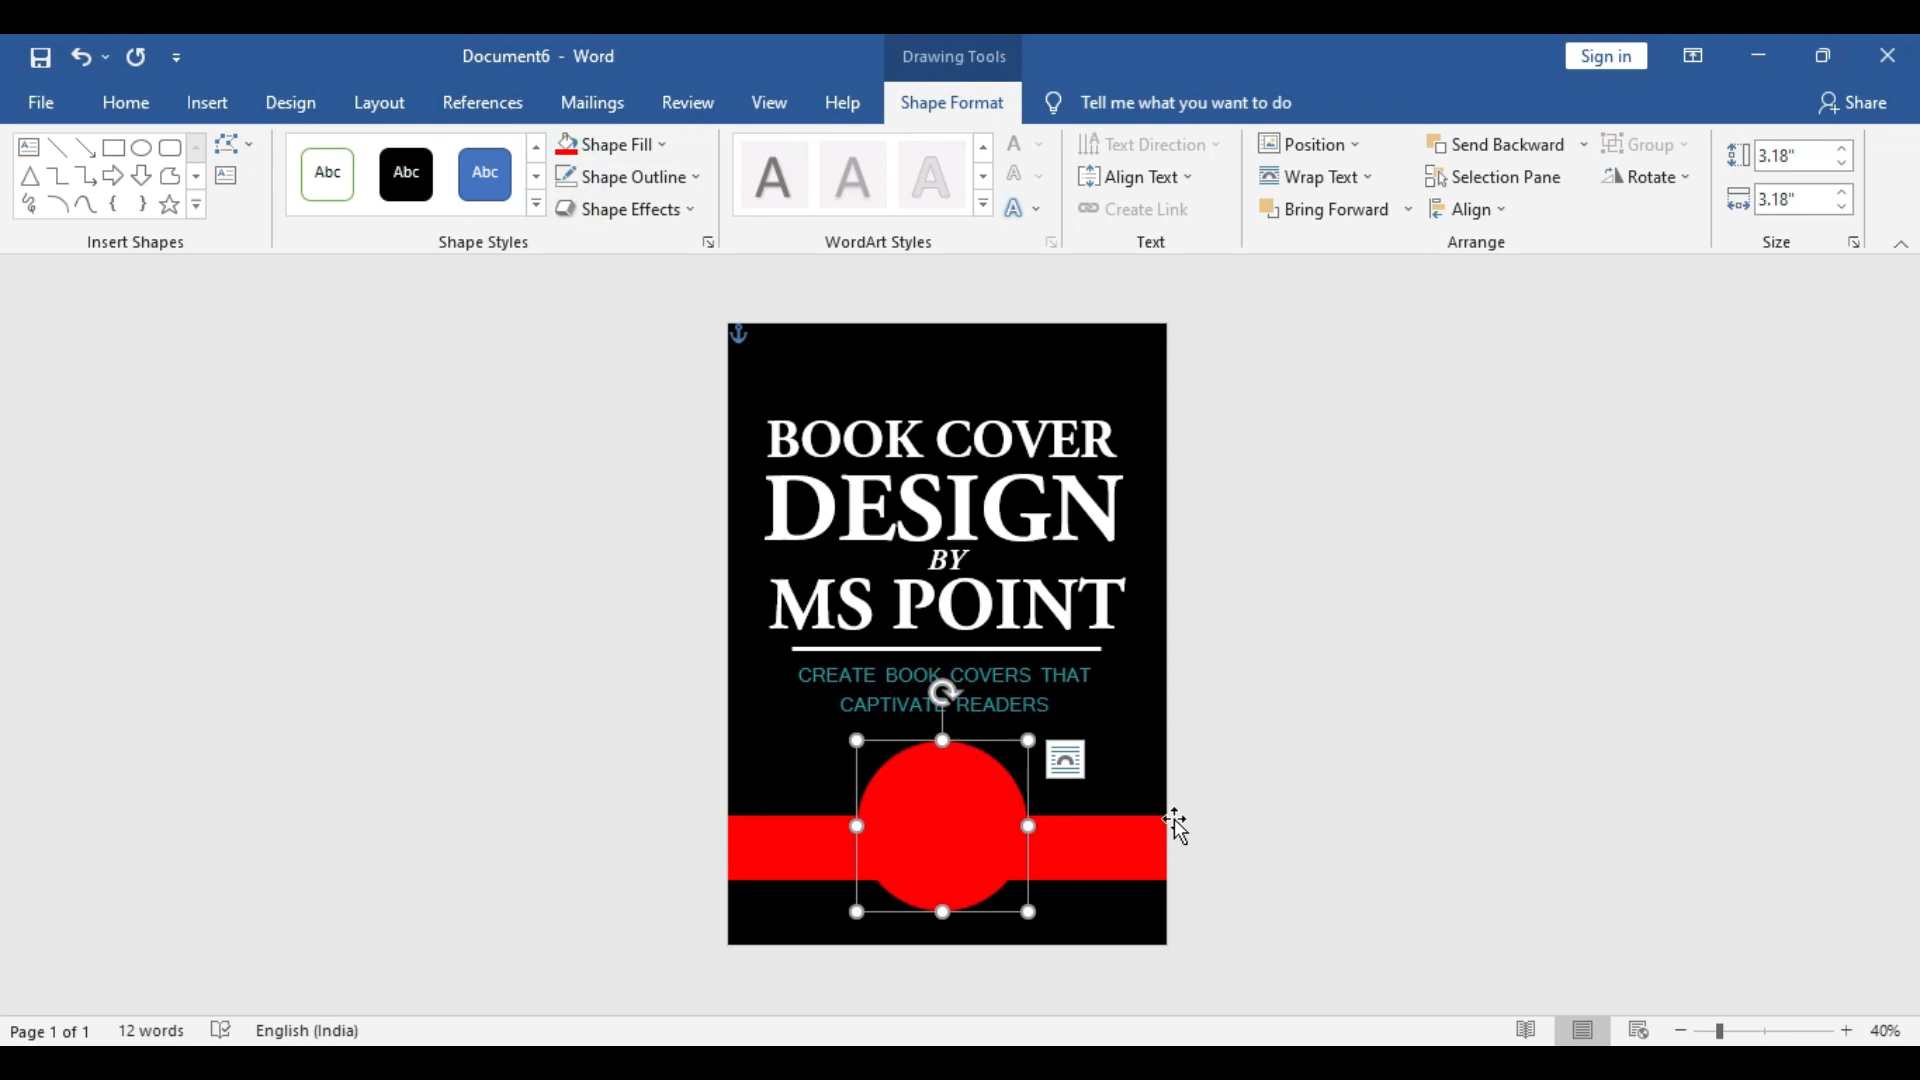 Document6 - Word
Drawing Tools
Sign in
File Home Insert Design Layout References Mailings Review View Help Shape Format Tell me what you want to do Share
Abc Abc Abc
Shape Fill
Shape Outline
Shape Effects
A A A
A
A
A
Text Direction
Align Text
Create Link
Position
Wrap Text
Bring Forward
Send Backward
Selection Pane
Align
Group
Rotate
3.18"
3.18"
Insert Shapes Shape Styles WordArt Styles Text Arrange Size
BOOK COVER
DESIGN
BY
MS POINT
CREATE BOOK COVERS THAT
CAPTIVATE READERS
Page 1 of 1 12 words English (India) 40%